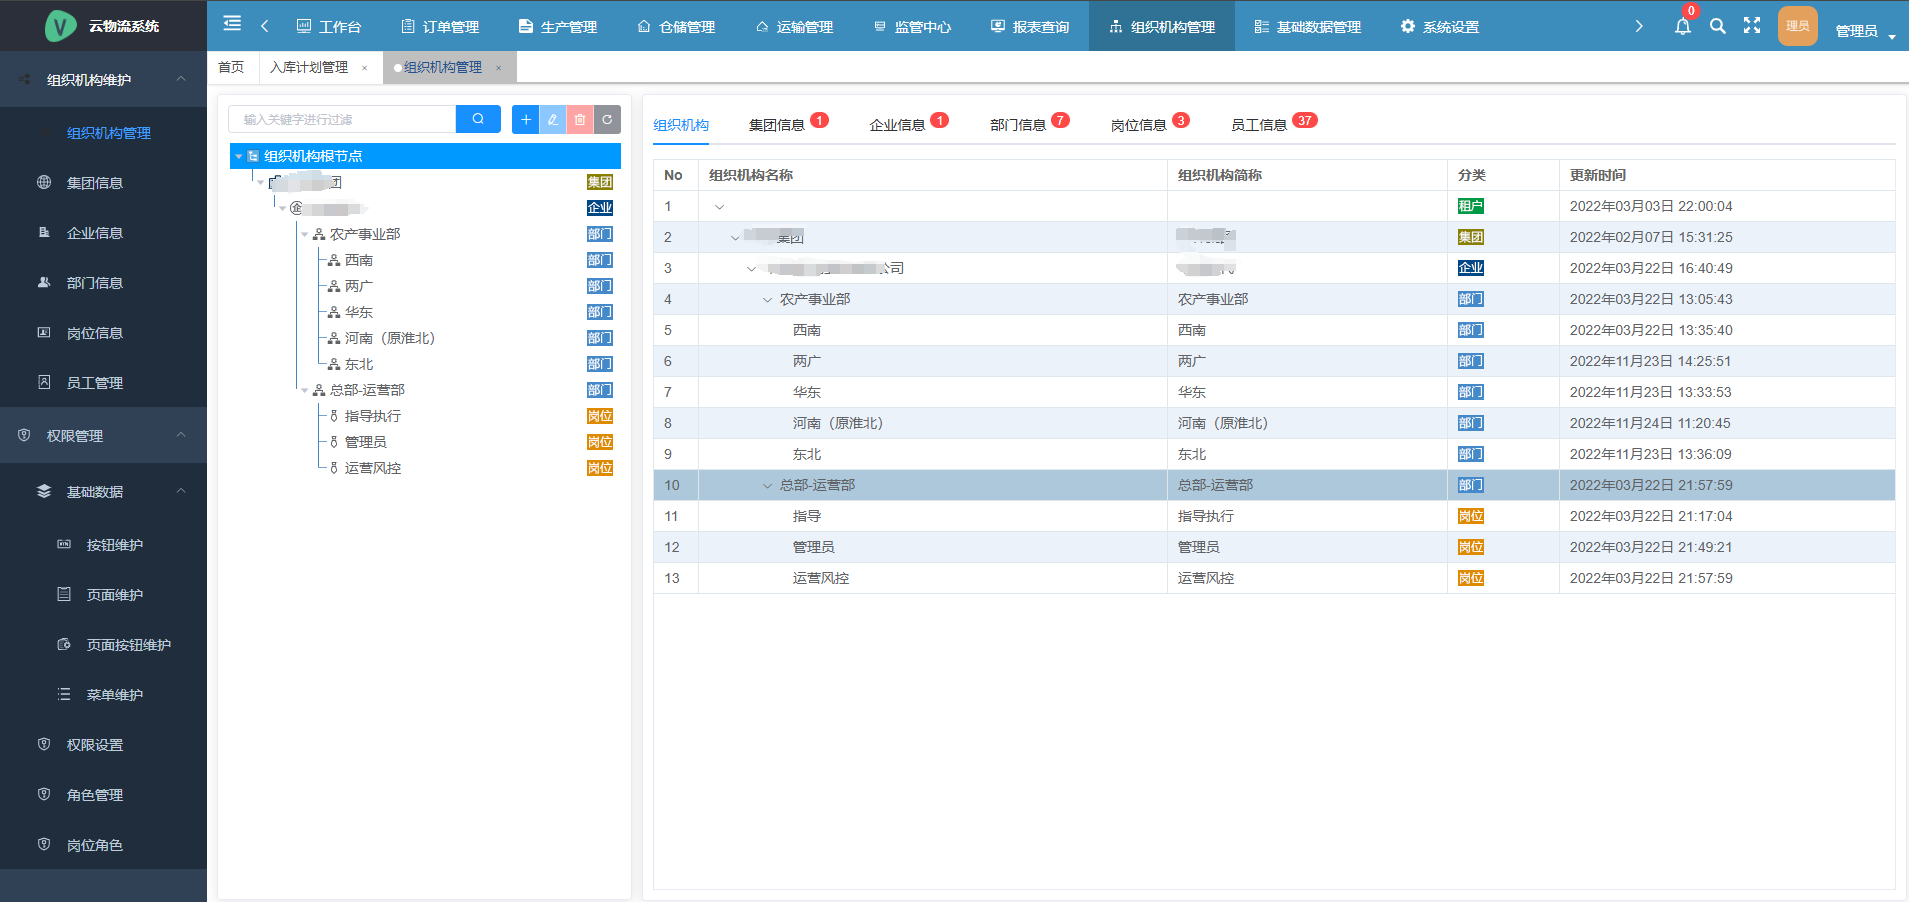 云物流系统
工作台
订单管理
生产管理
仓储管理
运输管理
监管中心
报表查询
组织机构管理
基础数据管理
系统设置
0
理员
管理员
首页
入库计划管理 ×
组织机构管理 ×
组织机构维护
组织机构管理
集团信息
企业信息
部门信息
岗位信息
员工管理
权限管理
基础数据
按钮维护
页面维护
页面按钮维护
菜单维护
权限设置
角色管理
岗位角色
输入关键字进行过滤
组织机构根节点
团 集团
企业
农产事业部 部门
西南 部门
两广 部门
华东 部门
河南（原淮北） 部门
东北 部门
总部-运营部 部门
指导执行 岗位
管理员 岗位
运营风控 岗位
组织机构
集团信息 1
企业信息 1
部门信息 7
岗位信息 3
员工信息 37
No 组织机构名称 组织机构简称 分类 更新时间
1 租户 2022年03月03日 22:00:04
2 集团 集团 2022年02月07日 15:31:25
3 公司 企业 2022年03月22日 16:40:49
4 农产事业部 农产事业部 部门 2022年03月22日 13:05:43
5 西南 西南 部门 2022年03月22日 13:35:40
6 两广 两广 部门 2022年11月23日 14:25:51
7 华东 华东 部门 2022年11月23日 13:33:53
8 河南（原淮北） 河南（原淮北） 部门 2022年11月24日 11:20:45
9 东北 东北 部门 2022年11月23日 13:36:09
10 总部-运营部 总部-运营部 部门 2022年03月22日 21:57:59
11 指导 指导执行 岗位 2022年03月22日 21:17:04
12 管理员 管理员 岗位 2022年03月22日 21:49:21
13 运营风控 运营风控 岗位 2022年03月22日 21:57:59